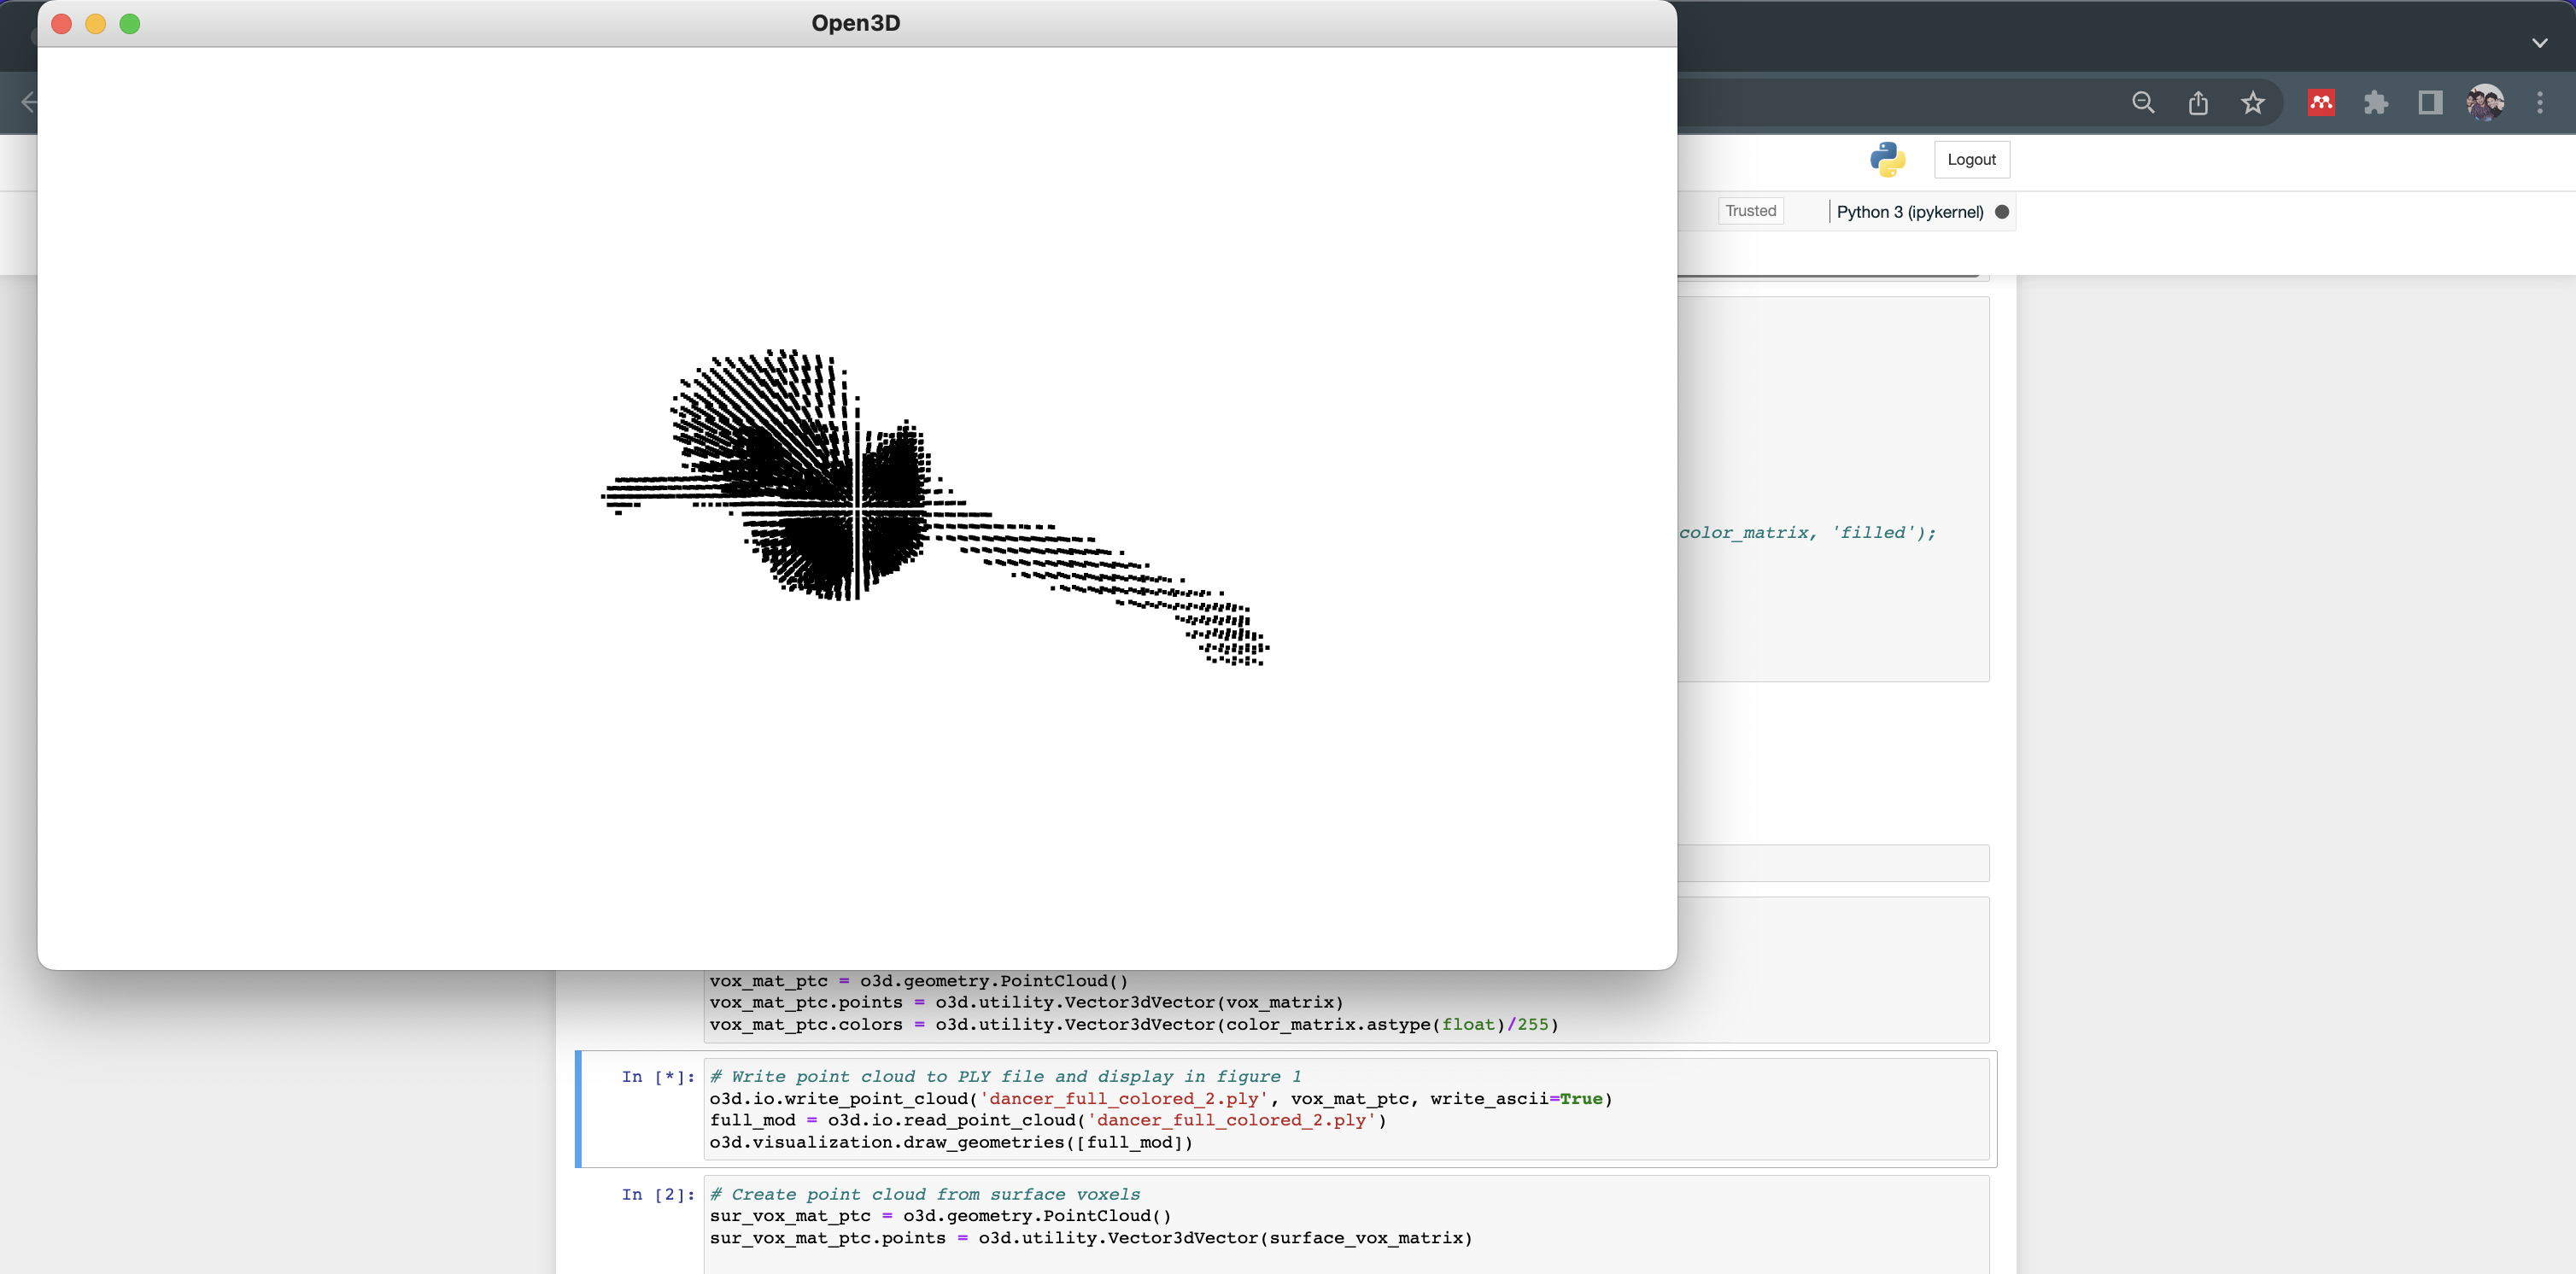 Open3D
Logout
Trusted
Python 3 (ipykernel)
color_matrix, 'filled');
vox_mat_ptc = o3d.geometry.PointCloud()
vox_mat_ptc.points = o3d.utility.Vector3dVector(vox_matrix)
vox_mat_ptc.colors = o3d.utility.Vector3dVector(color_matrix.astype(float)/255)
In [*]: # Write point cloud to PLY file and display in figure 1
o3d.io.write_point_cloud('dancer_full_colored_2.ply', vox_mat_ptc, write_ascii=True)
full_mod = o3d.io.read_point_cloud('dancer_full_colored_2.ply')
o3d.visualization.draw_geometries([full_mod])
In [2]: # Create point cloud from surface voxels
sur_vox_mat_ptc = o3d.geometry.PointCloud()
sur_vox_mat_ptc.points = o3d.utility.Vector3dVector(surface_vox_matrix)